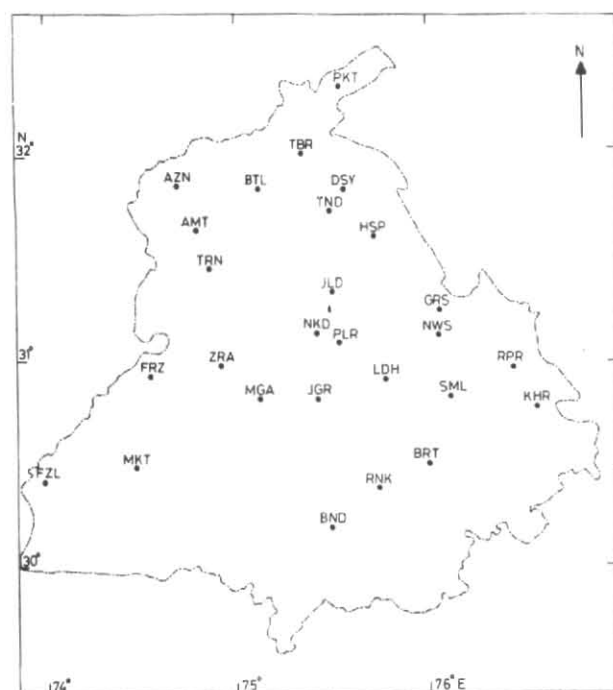 N
PKT
N
32°
TBR
AZN
BTL
DSY
TND
AMT
HSP
TRN
JLD
GRS
NKD
PLR
NWS
31°
FRZ
ZRA
LDH
RPR
MGA
JGR
SML
KHR
FZL
MKT
BRT
RNK
BND
30°
74°
75°
76°E